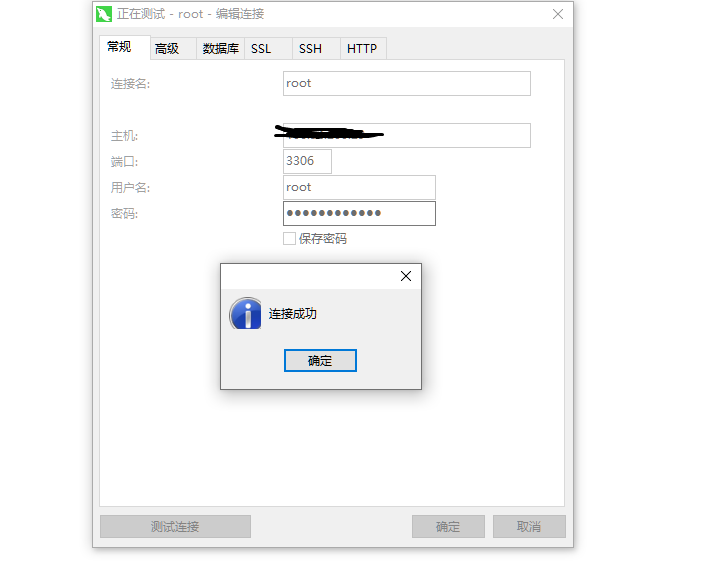 正在测试 - root - 编辑连接
常规 高级 数据库 SSL SSH HTTP
连接名: root
主机:
端口: 3306
用户名: root
密码: ●●●●●●●●●●●●
保存密码
连接成功
确定
测试连接 确定 取消